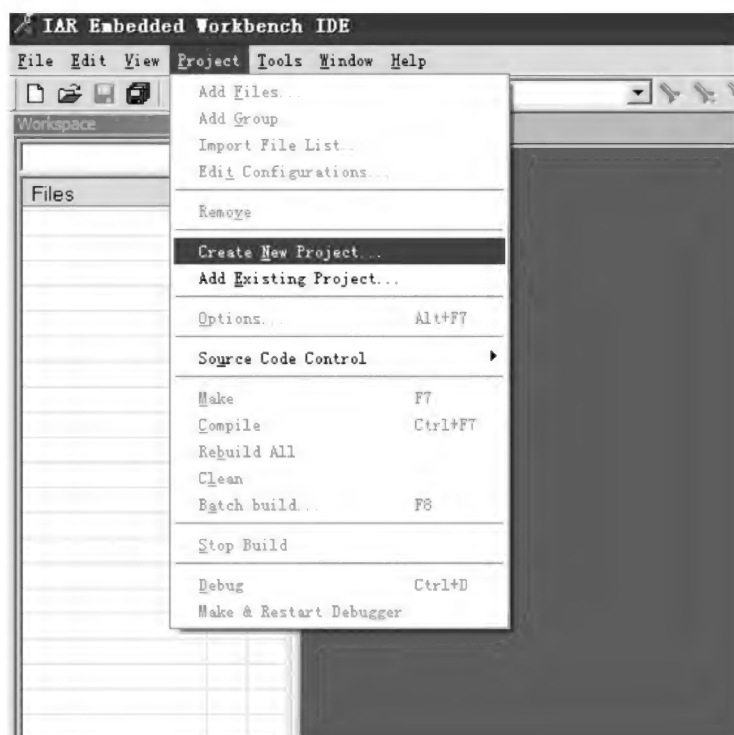 IAR Embedded Workbench IDE
File Edit View Project Tools Window Help
Workspace
Files
Add Files...
Add Group
Import File List..
Edit Configurations...
Remove
Create New Project...
Add Existing Project...
Options... Alt+F7
Source Code Control
Make F7
Compile Ctrl+F7
Rebuild All
Clean
Batch build... F8
Stop Build
Debug Ctrl+D
Make & Restart Debugger